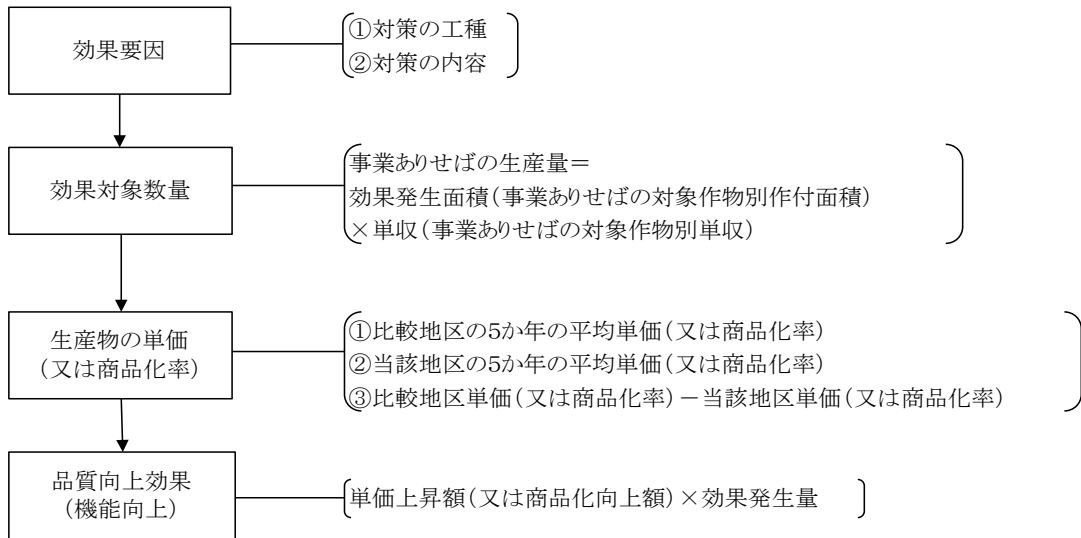 効果要因
①対策の工種
②対策の内容
効果対象数量
事業ありせばの生産量＝
効果発生面積(事業ありせばの対象作物別作付面積)
×単収(事業ありせばの対象作物別単収)
生産物の単価
(又は商品化率)
①比較地区の5か年の平均単価(又は商品化率)
②当該地区の5か年の平均単価(又は商品化率)
③比較地区単価(又は商品化率)－当該地区単価(又は商品化率)
品質向上効果
(機能向上)
単価上昇額(又は商品化向上額)×効果発生量